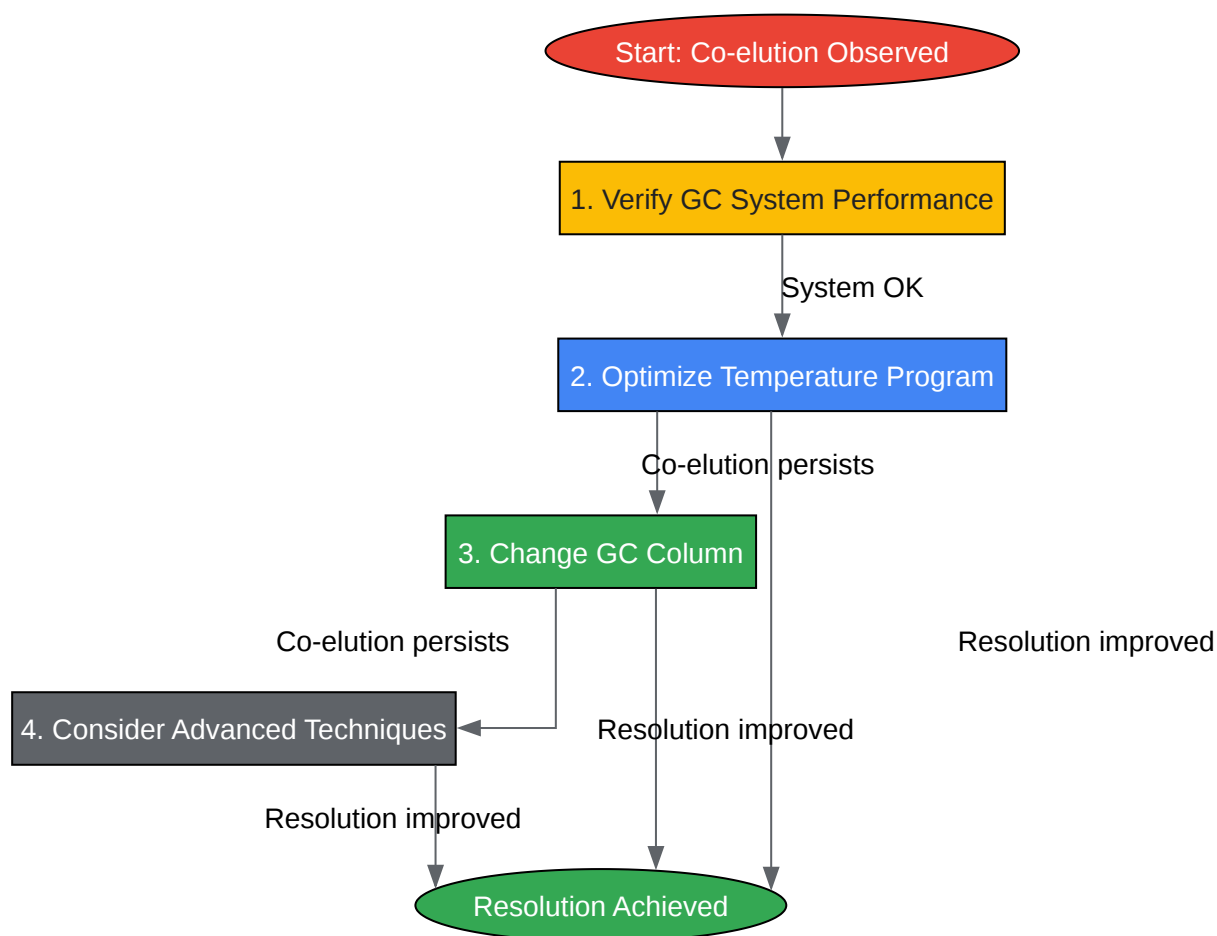 Start: Co-elution Observed
1. Verify GC System Performance
System OK
2. Optimize Temperature Program
Co-elution persists
3. Change GC Column
Co-elution persists
Resolution improved
4. Consider Advanced Techniques
Resolution improved
Resolution improved
Resolution Achieved